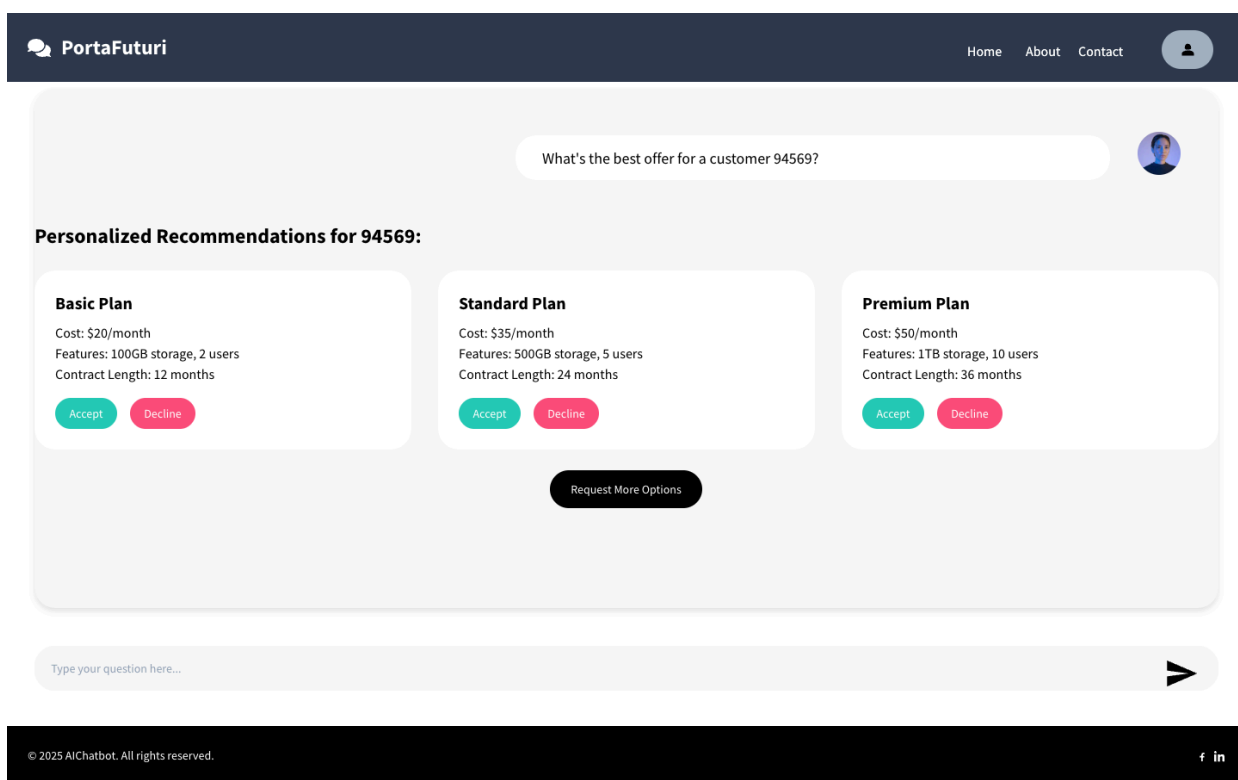 PortaFuturi
Home About Contact
What's the best offer for a customer 94569?
Personalized Recommendations for 94569:
Basic Plan
Cost: $20/month
Features: 100GB storage, 2 users
Contract Length: 12 months
Accept Decline
Standard Plan
Cost: $35/month
Features: 500GB storage, 5 users
Contract Length: 24 months
Accept Decline
Premium Plan
Cost: $50/month
Features: 1TB storage, 10 users
Contract Length: 36 months
Accept Decline
Request More Options
Type your question here...
© 2025 AIChatbot. All rights reserved.
f in